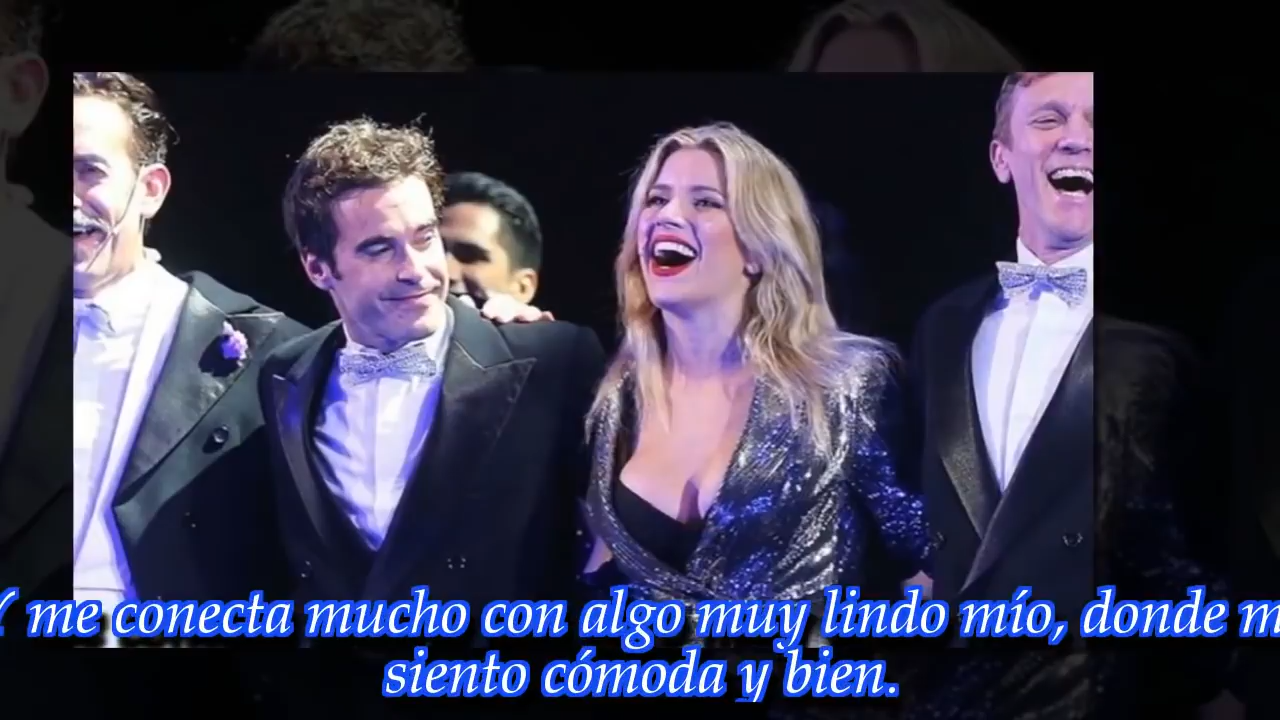 Y me conecta mucho con algo muy lindo mío, donde m
siento cómoda y bien.